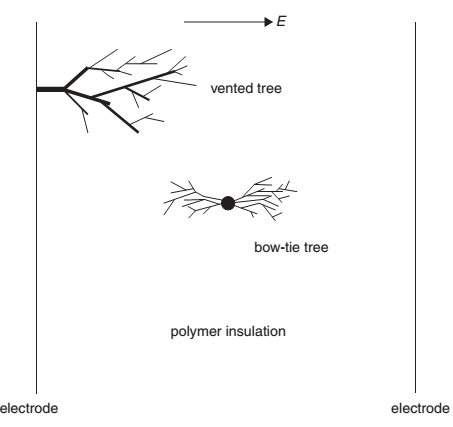 E
vented tree
bow-tie tree
polymer insulation
electrode electrode